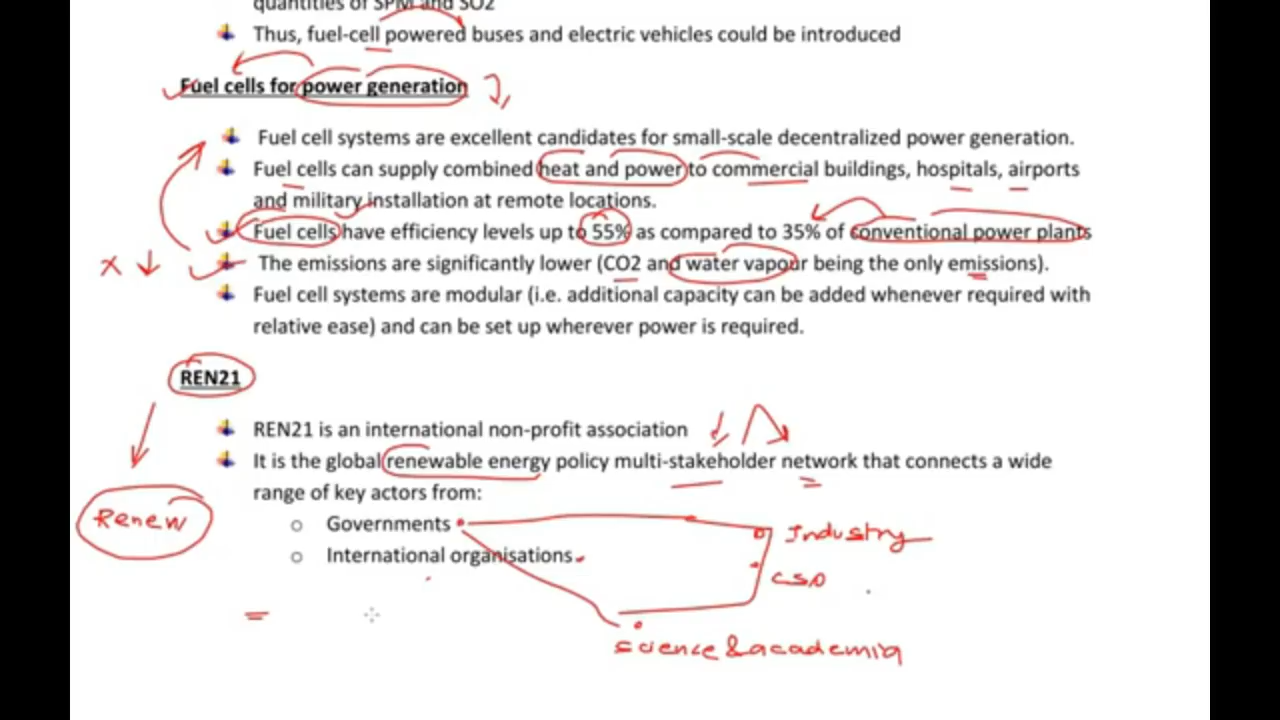 quantities of SPM and SO2
Thus, fuel-cell powered buses and electric vehicles could be introduced
Fuel cells for power generation
Fuel cell systems are excellent candidates for small-scale decentralized power generation.
Fuel cells can supply combined heat and power to commercial buildings, hospitals, airports
and military installation at remote locations.
Fuel cells have efficiency levels up to 55% as compared to 35% of conventional power plants
The emissions are significantly lower (CO2 and water vapour being the only emissions).
Fuel cell systems are modular (i.e. additional capacity can be added whenever required with
relative ease) and can be set up wherever power is required.
REN21
REN21 is an international non-profit association
It is the global renewable energy policy multi-stakeholder network that connects a wide
range of key actors from:
Renew
Governments
Industry
International organisations
CSO
Science & academia